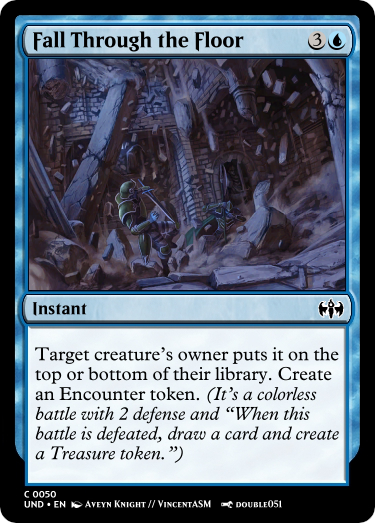 Fall Through the Floor 3
Instant
Target creature's owner puts it on the
top or bottom of their library. Create
an Encounter token. (It's a colorless
battle with 2 defense and “When this
battle is defeated, draw a card and create
a Treasure token.”)
C 0050
UND • EN Aveyn Knight // VincentASM double051